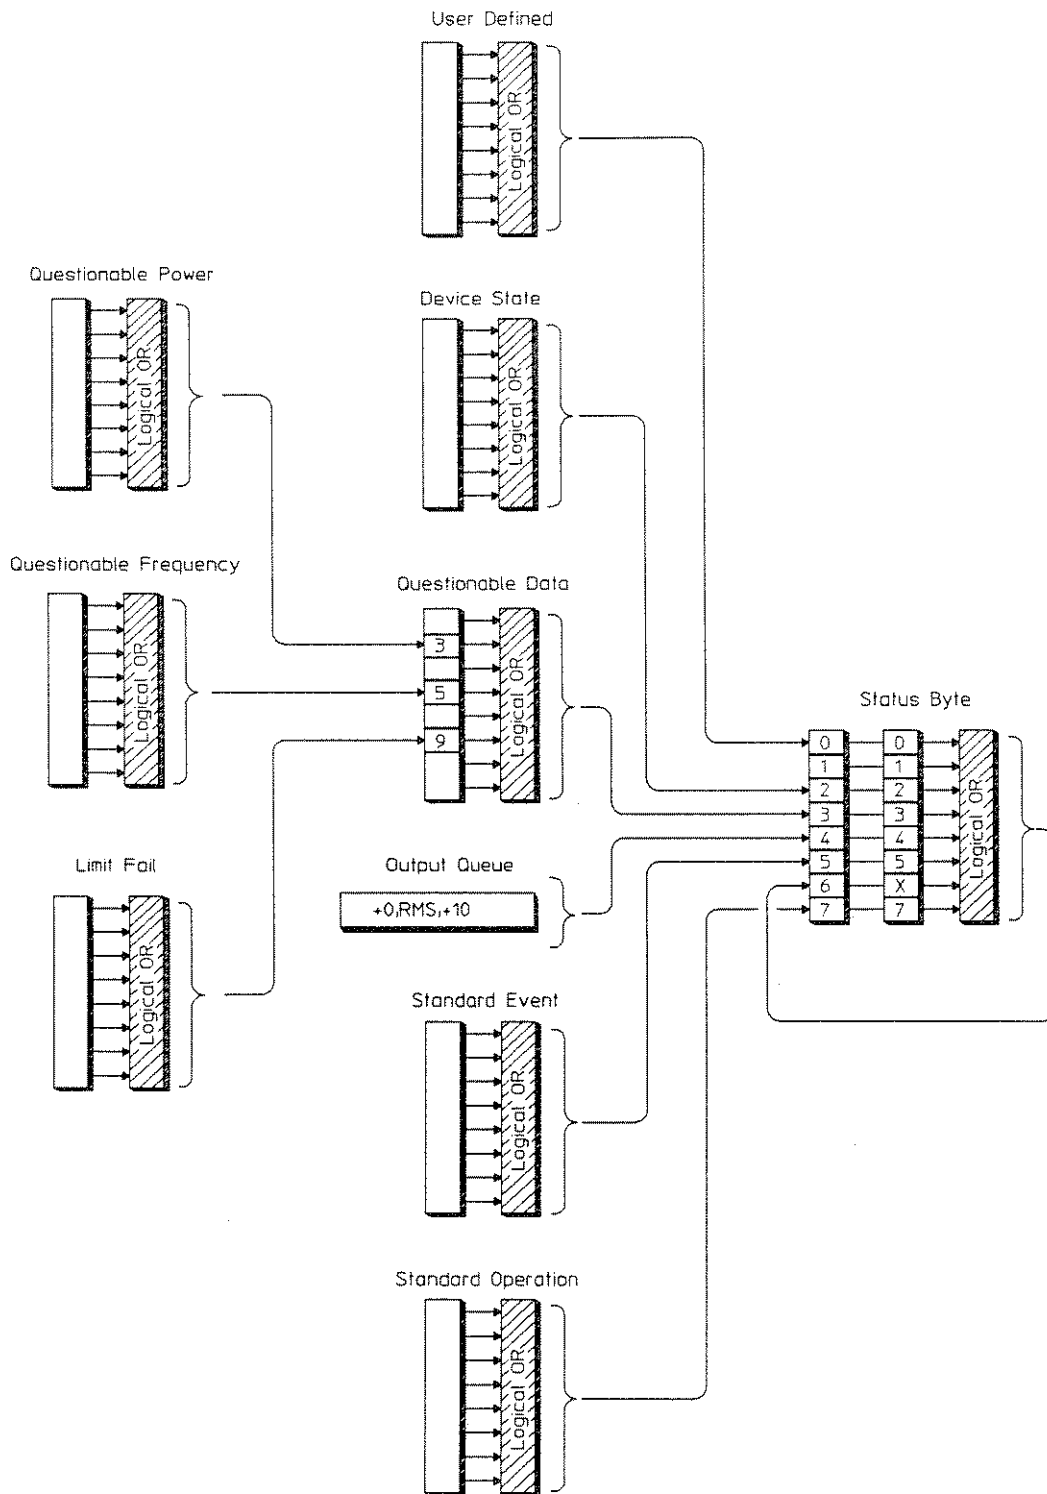 User Defined
Logical OR
Questionable Power
Logical OR
Device State
Logical OR
Questionable Frequency
Logical OR
Questionable Data
3
5
9
Logical OR
Status Byte
0 0
1 1
2 2
3 3
4 4
5 5
6 X
7 7
Logical OR
Limit Fail
Logical OR
Output Queue
+0,RMS,+10
Standard Event
Logical OR
Standard Operation
Logical OR